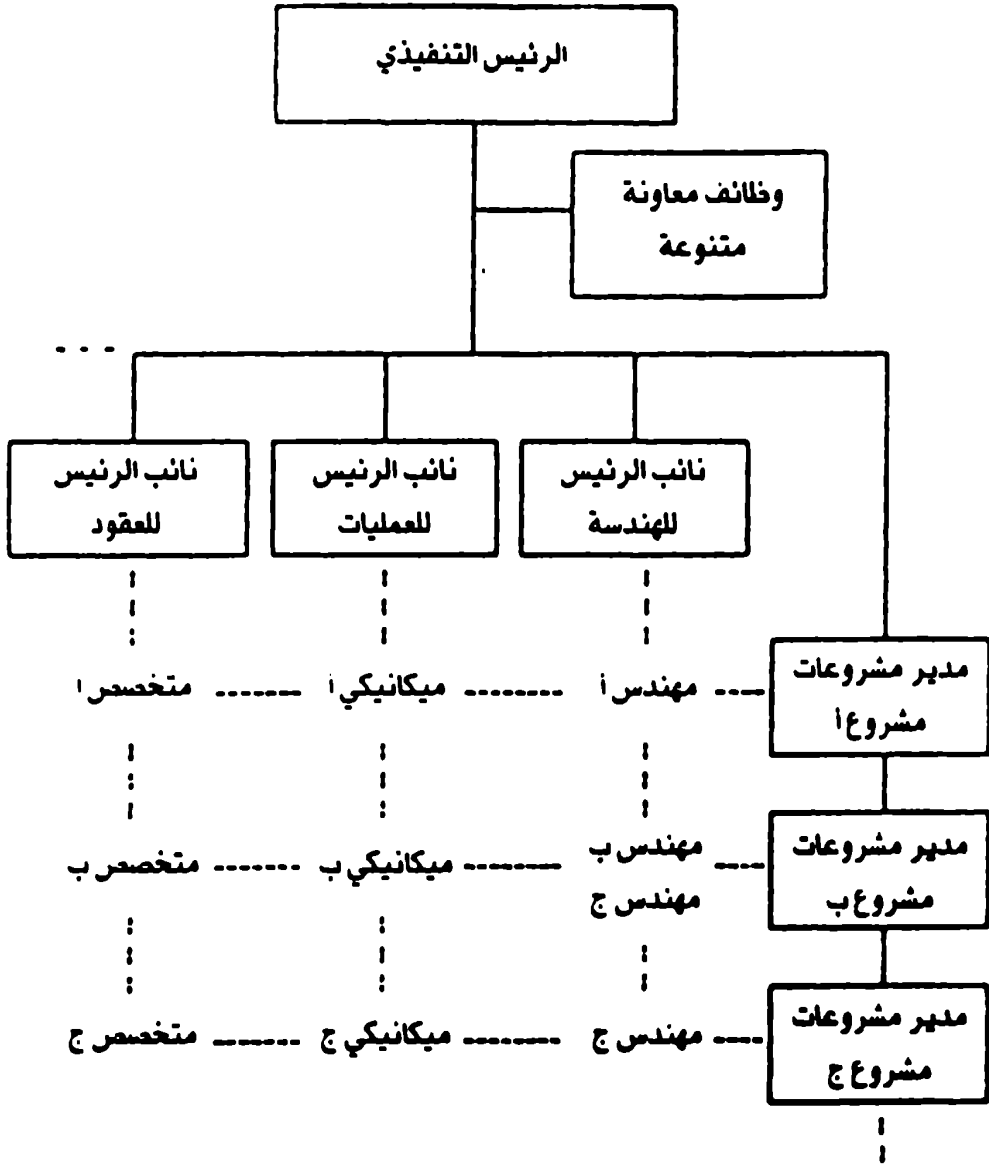 الرئيس التنفيذي
وظائف معاونة
متنوعة
نائب الرئيس
للهندسة
نائب الرئيس
للعمليات
نائب الرئيس
للعقود
مدير مشروعات
مشروع أ
مهندس أ
ميكانيكي أ
متخصص ا
مدير مشروعات
مشروع ب
مهندس ب
مهندس ج
ميكانيكي ب
متخصص ب
مدير مشروعات
مشروع ج
مهندس ج
ميكانيكي ج
متخصص ج